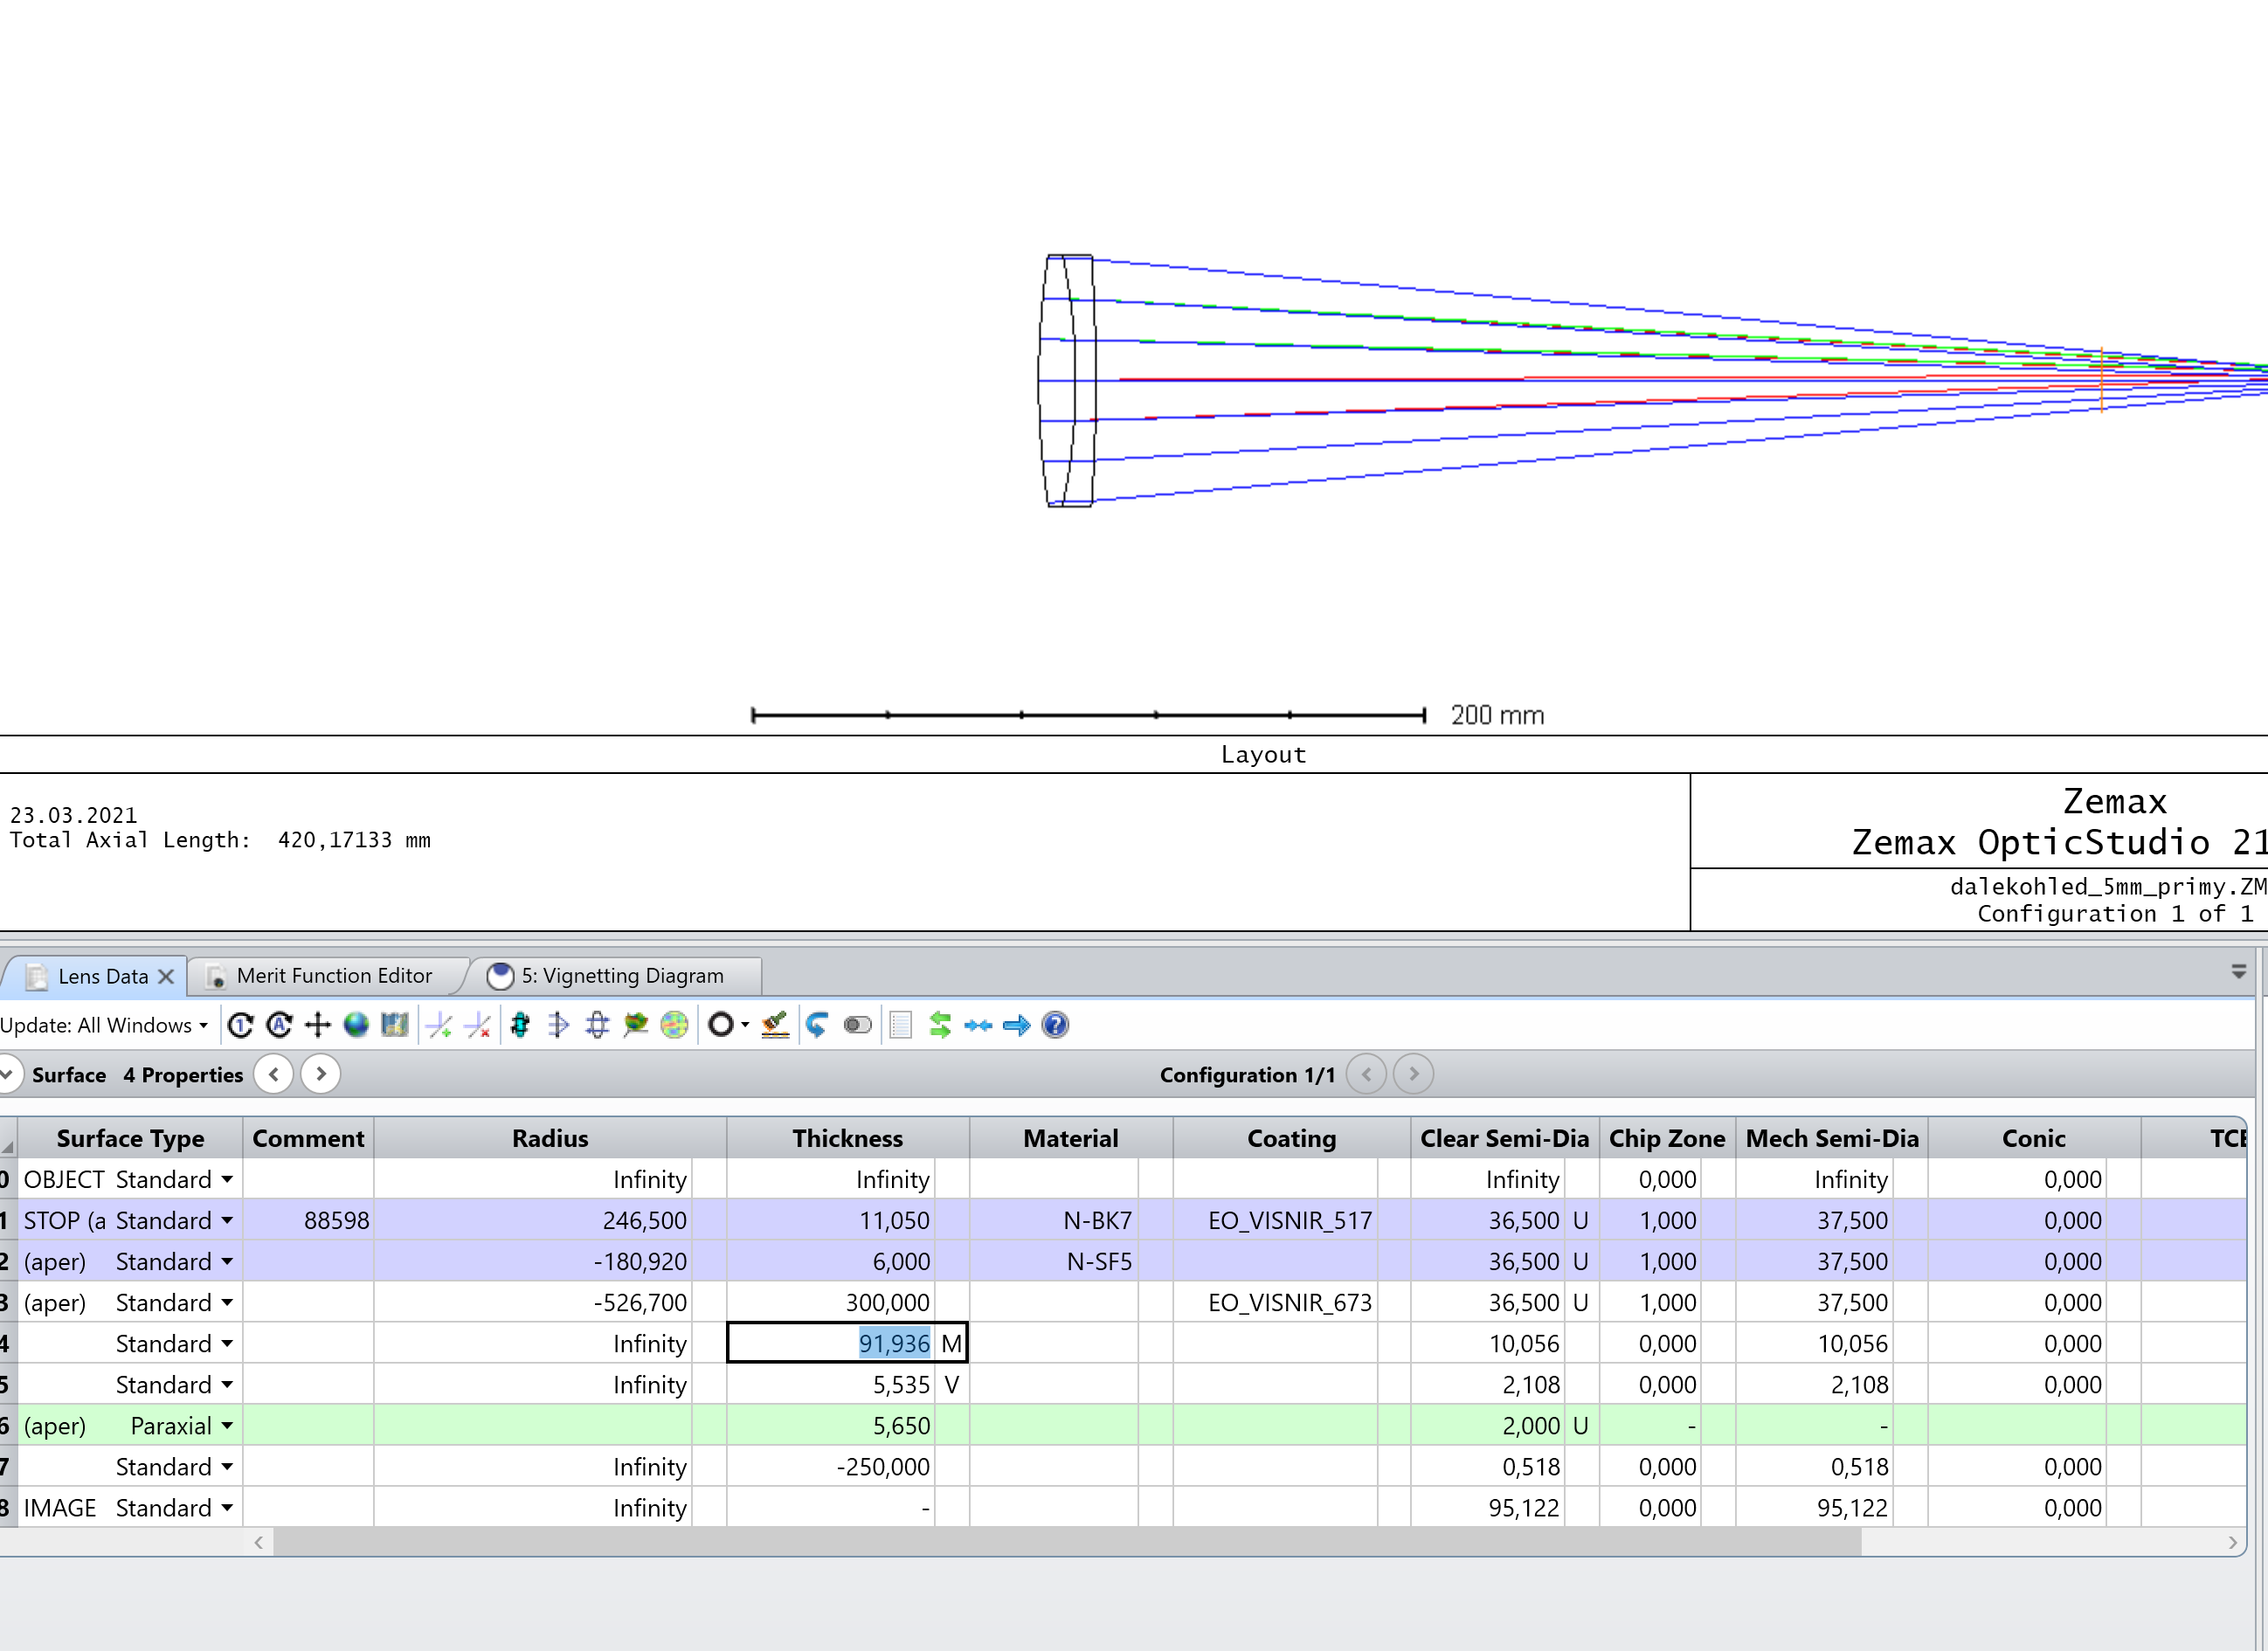 200 mm
Layout
23.03.2021
Total Axial Length: 420,17133 mm
Zemax
Zemax OpticStudio 21
dalekohled_5mm_primy.ZM
Configuration 1 of 1
Lens Data Merit Function Editor 5: Vignetting Diagram
Update: All Windows
Surface 4 Properties Configuration 1/1
Surface Type Comment Radius Thickness Material Coating Clear Semi-Dia Chip Zone Mech Semi-Dia Conic TCE
0 OBJECT Standard Infinity Infinity Infinity 0,000 Infinity 0,000
1 STOP (a Standard 88598 246,500 11,050 N-BK7 EO_VISNIR_517 36,500 U 1,000 37,500 0,000
2 (aper) Standard -180,920 6,000 N-SF5 36,500 U 1,000 37,500 0,000
3 (aper) Standard -526,700 300,000 EO_VISNIR_673 36,500 U 1,000 37,500 0,000
4 Standard Infinity 91,936 M 10,056 0,000 10,056 0,000
5 Standard Infinity 5,535 V 2,108 0,000 2,108 0,000
6 (aper) Paraxial 5,650 2,000 U - -
7 Standard Infinity -250,000 0,518 0,000 0,518 0,000
8 IMAGE Standard Infinity - 95,122 0,000 95,122 0,000